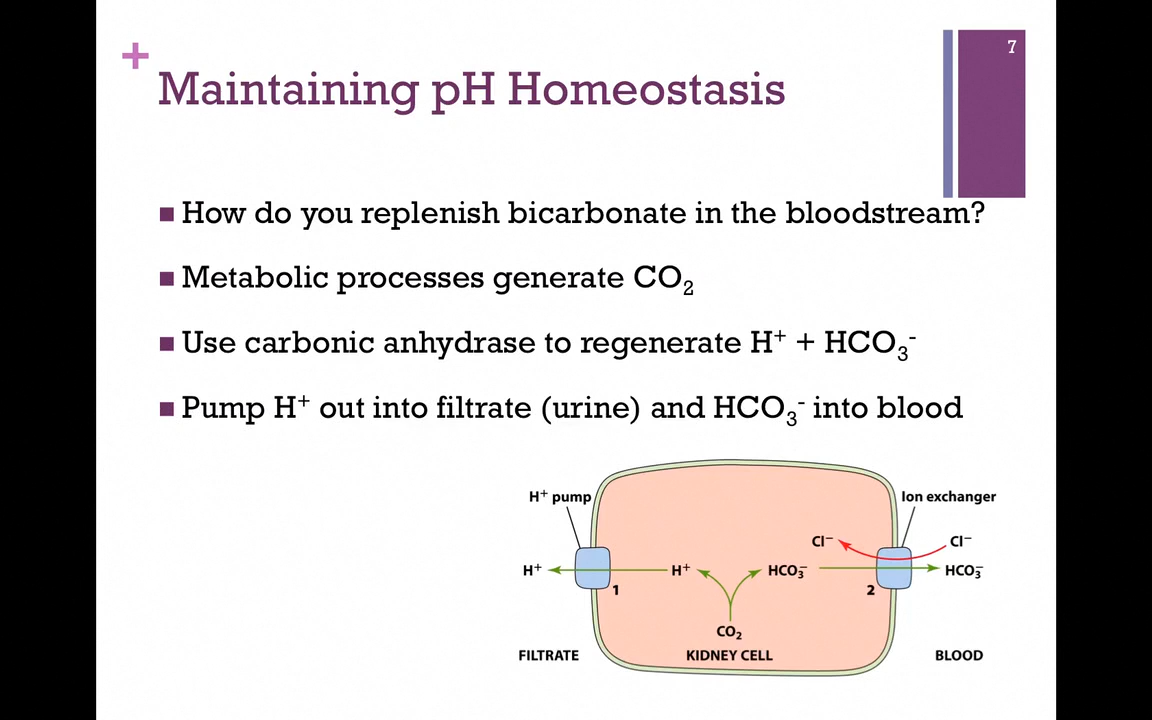 7
+
Maintaining pH Homeostasis
■ How do you replenish bicarbonate in the bloodstream?
■ Metabolic processes generate CO₂
■ Use carbonic anhydrase to regenerate H⁺ + HCO₃⁻
■ Pump H⁺ out into filtrate (urine) and HCO₃⁻ into blood
H⁺ pump
Ion exchanger
Cl⁻
Cl⁻
H⁺
H⁺
HCO₃⁻
HCO₃⁻
1
2
CO₂
FILTRATE
KIDNEY CELL
BLOOD